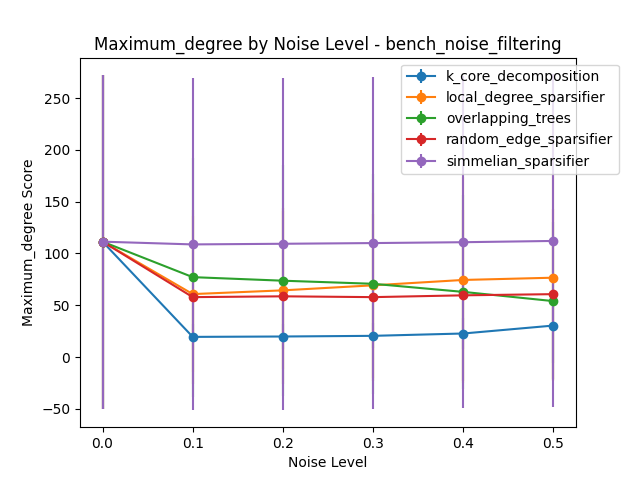 Maximum_degree by Noise Level - bench_noise_filtering
k_core_decomposition
local_degree_sparsifier
overlapping_trees
random_edge_sparsifier
simmelian_sparsifier
Maximum_degree Score
250
200
150
100
50
0
−50
0.0 0.1 0.2 0.3 0.4 0.5
Noise Level